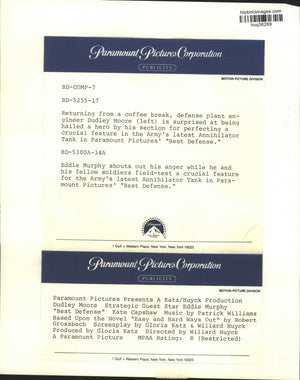 historicimages.com
Paramount Pictures Corporation
PUBLICITY
MOTION PICTURE DIVISION
BD-COMP-7
BD-5255-17
Returning from a coffee break, defense plant en-
gineer Dudley Moore (left) is surprised at being
hailed a hero by his section for perfecting a
crucial feature in the Army's latest Annihilator
Tank in Paramount Pictures' "Best Defense."
BD-5300A-34A
Eddie Murphy shouts out his anger while he and
his fellow soldiers field-test a crucial feature
for the Army's latest Annihilator Tank in Para-
mount Pictures' "Best Defense."
1 Gulf + Western Plaza, New York, New York 10023
Paramount Pictures Corporation
PUBLICITY
MOTION PICTURE DIVISION
Paramount Pictures Presents A Katz/Huyck Production
Dudley Moore Strategic Guest Star Eddie Murphy
"Best Defense" Kate Capshaw Music by Patrick Williams
Based Upon the Novel "Easy and Hard Ways Out" by Robert
Grossbach Screenplay by Gloria Katz & Willard Huyck
Produced by Gloria Katz Directed by Willard Huyck
A Paramount Picture MPAA Rating: R (Restricted)
1 Gulf + Western Plaza, New York, New York 10023